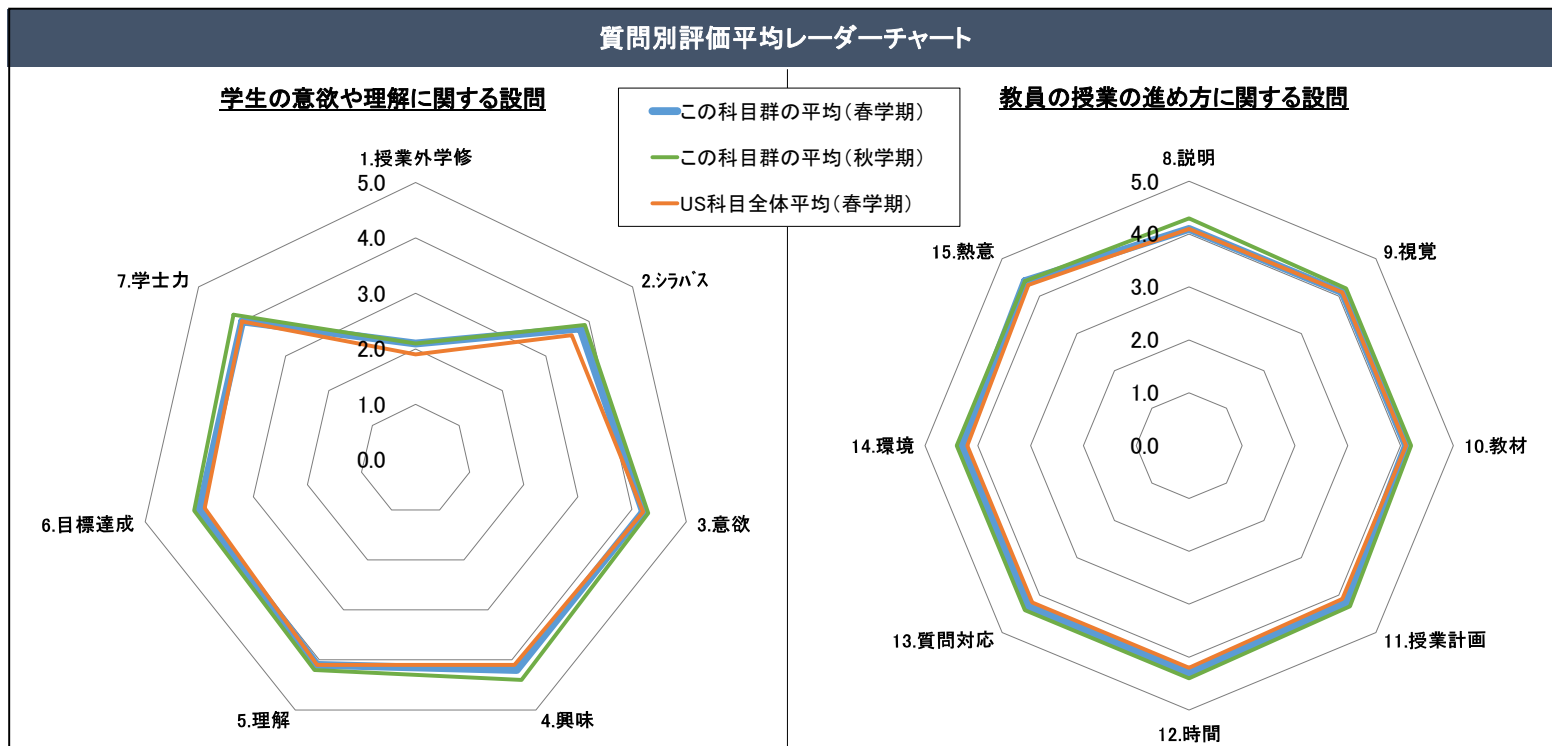 質問別評価平均レーダーチャート
学生の意欲や理解に関する設問
この科目群の平均(春学期)
この科目群の平均(秋学期)
US科目全体平均(春学期)
教員の授業の進め方に関する設問
1.授業外学修
5.0
4.0
3.0
2.0
1.0
0.0
2.シラバス
3.意欲
4.興味
5.理解
6.目標達成
7.学士力
8.説明
5.0
4.0
3.0
2.0
1.0
0.0
9.視覚
10.教材
11.授業計画
12.時間
13.質問対応
14.環境
15.熱意